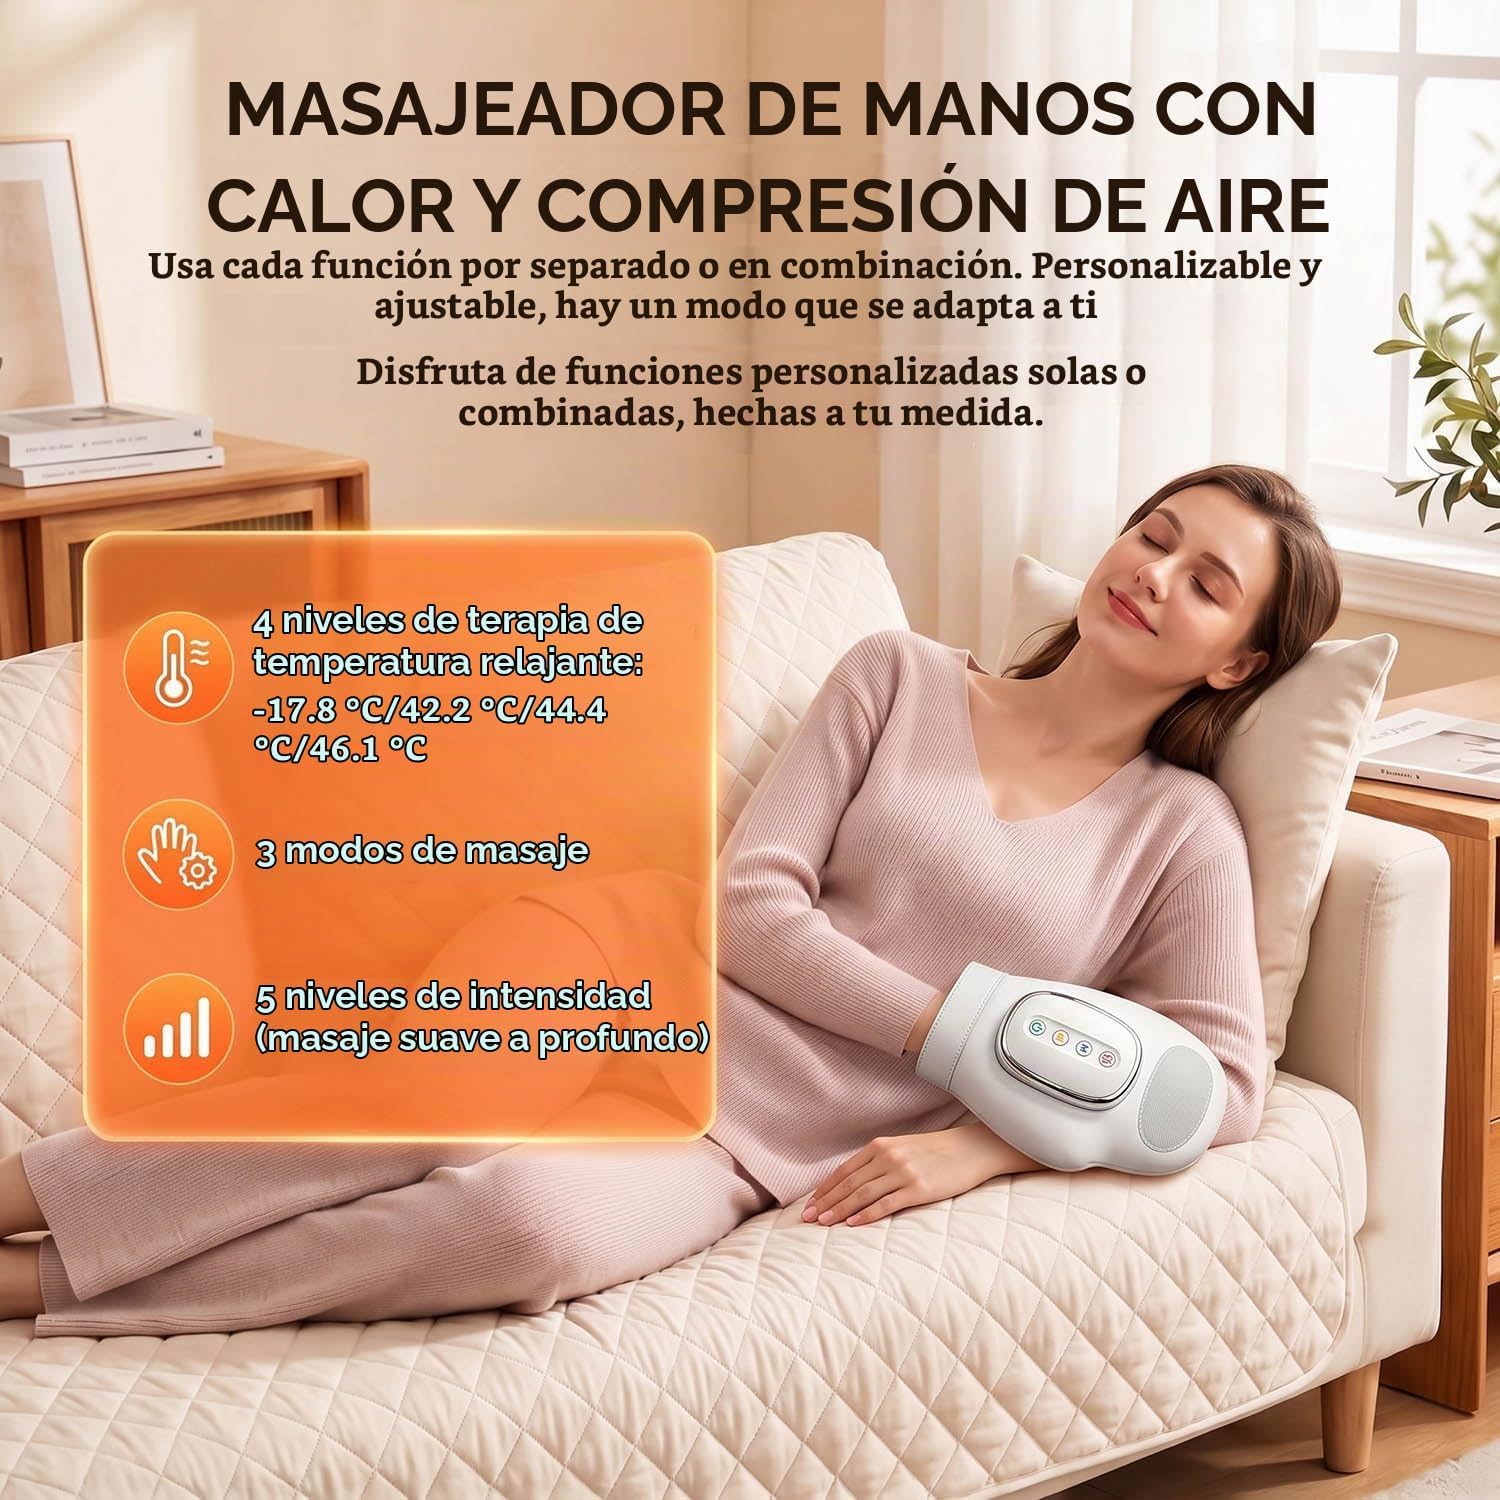 MASAJEADOR DE MANOS CON
CALOR Y COMPRESIÓN DE AIRE
Usa cada función por separado o en combinación. Personalizable y
ajustable, hay un modo que se adapta a ti
Disfruta de funciones personalizadas solas o
combinadas, hechas a tu medida.
4 niveles de terapia de
temperatura relajante:
-17.8 °C/42.2 °C/44.4
°C/46.1 °C
3 modos de masaje
5 niveles de intensidad
(masaje suave a profundo)
M